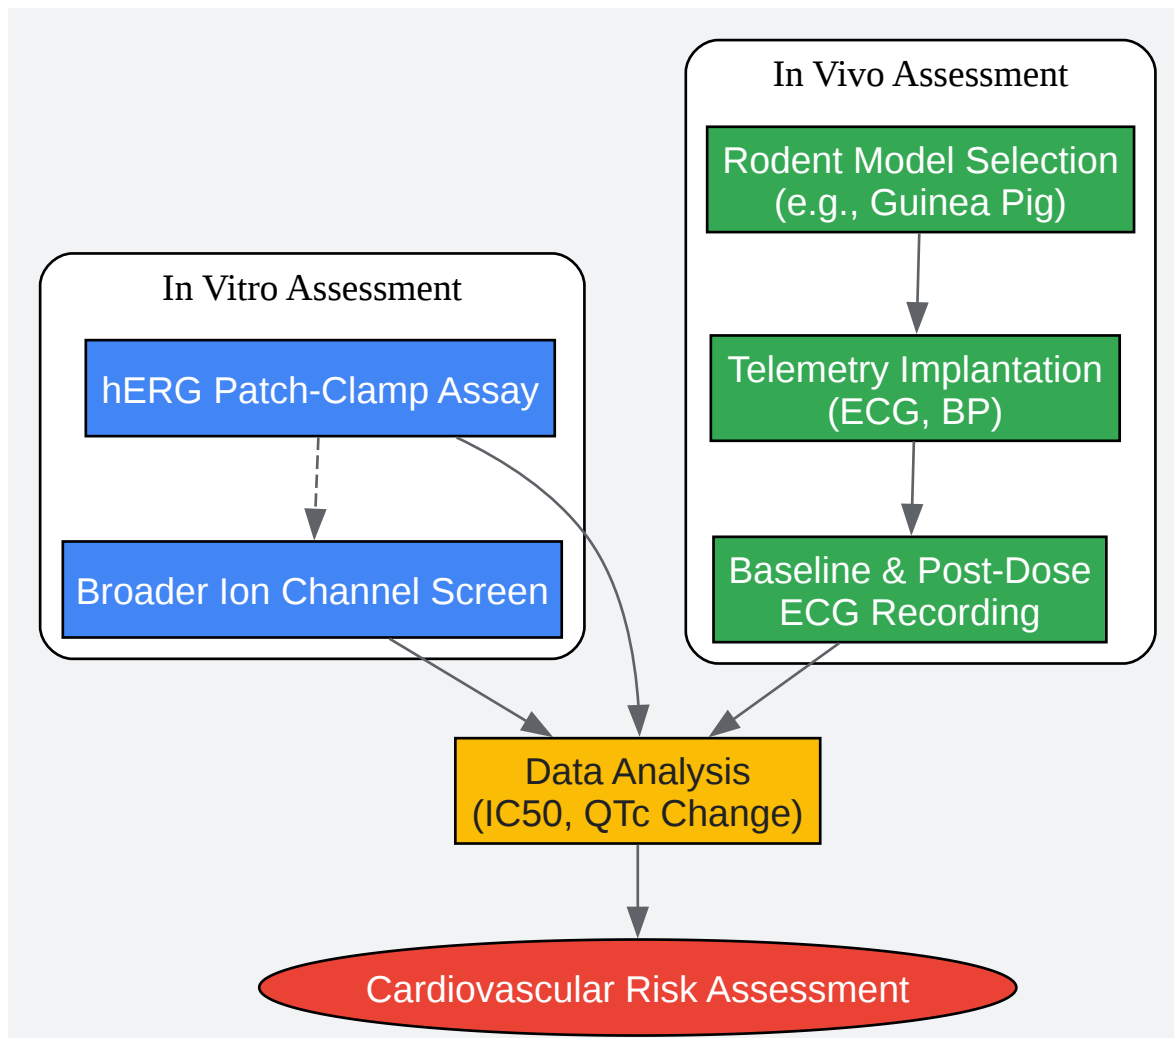 In Vivo Assessment
Rodent Model Selection
(e.g., Guinea Pig)
Telemetry Implantation
(ECG, BP)
Baseline & Post-Dose
ECG Recording
In Vitro Assessment
hERG Patch-Clamp Assay
Broader Ion Channel Screen
Data Analysis
(IC50, QTc Change)
Cardiovascular Risk Assessment